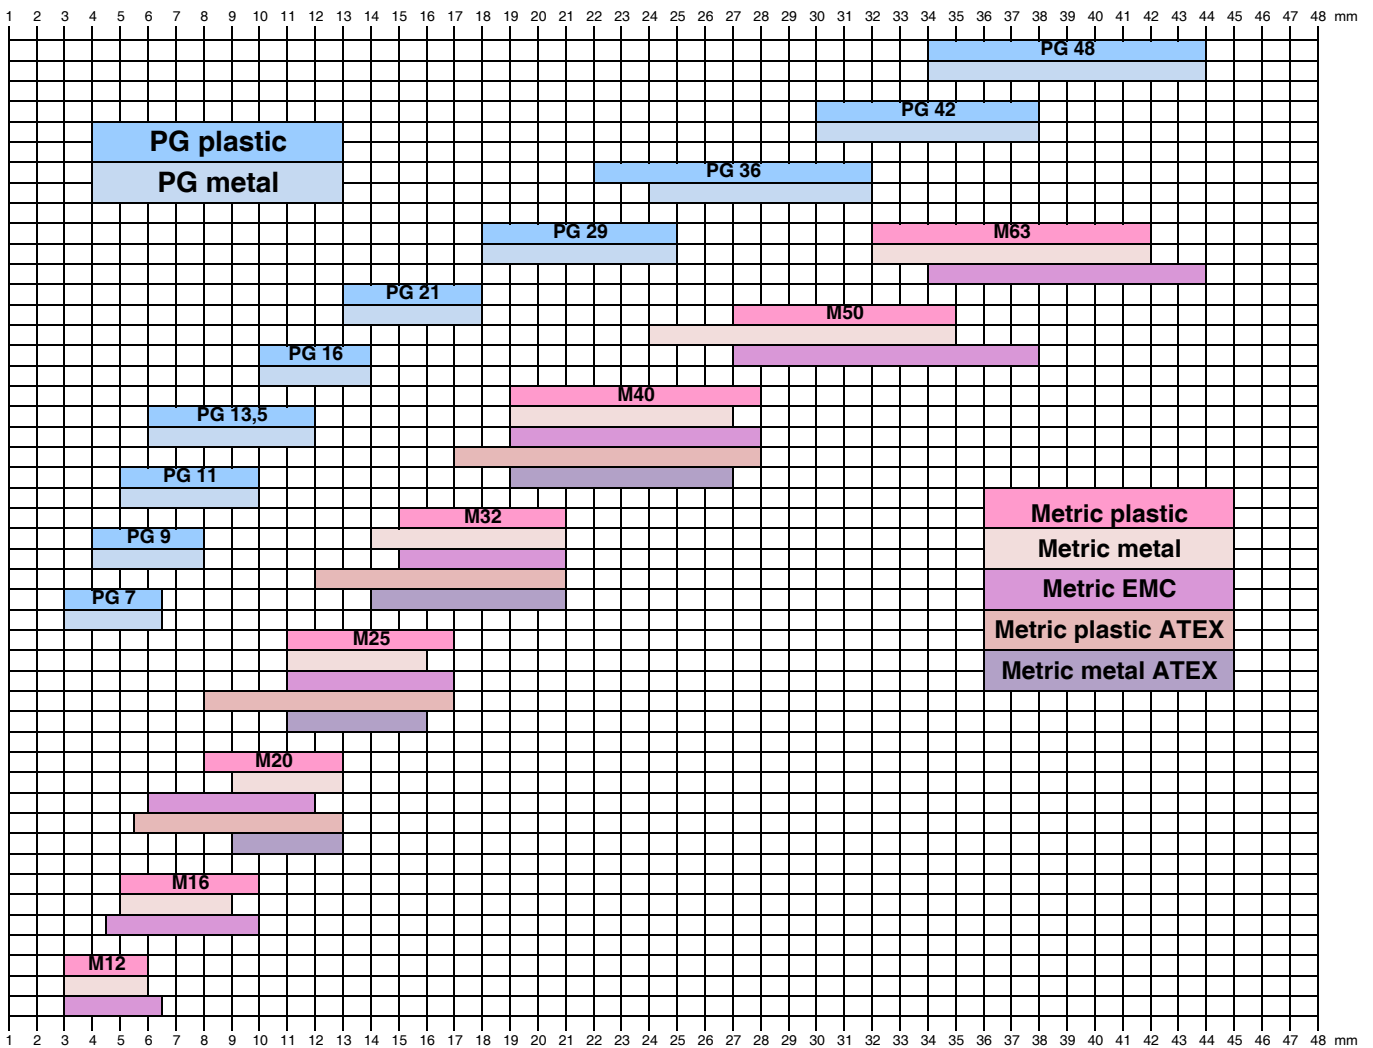 1 2 3 4 5 6 7 8 9 10 11 12 13 14 15 16 17 18 19 20 21 22 23 24 25 26 27 28 29 30 31 32 33 34 35 36 37 38 39 40 41 42 43 44 45 46 47 48 mm
PG 48
PG 42
PG plastic
PG 36
PG metal
PG 29
M63
PG 21
M50
PG 16
M40
PG 13,5
PG 11
M32
Metric plastic
PG 9
Metric metal
Metric EMC
PG 7
Metric plastic ATEX
M25
Metric metal ATEX
M20
M16
M12
1 2 3 4 5 6 7 8 9 10 11 12 13 14 15 16 17 18 19 20 21 22 23 24 25 26 27 28 29 30 31 32 33 34 35 36 37 38 39 40 41 42 43 44 45 46 47 48 mm